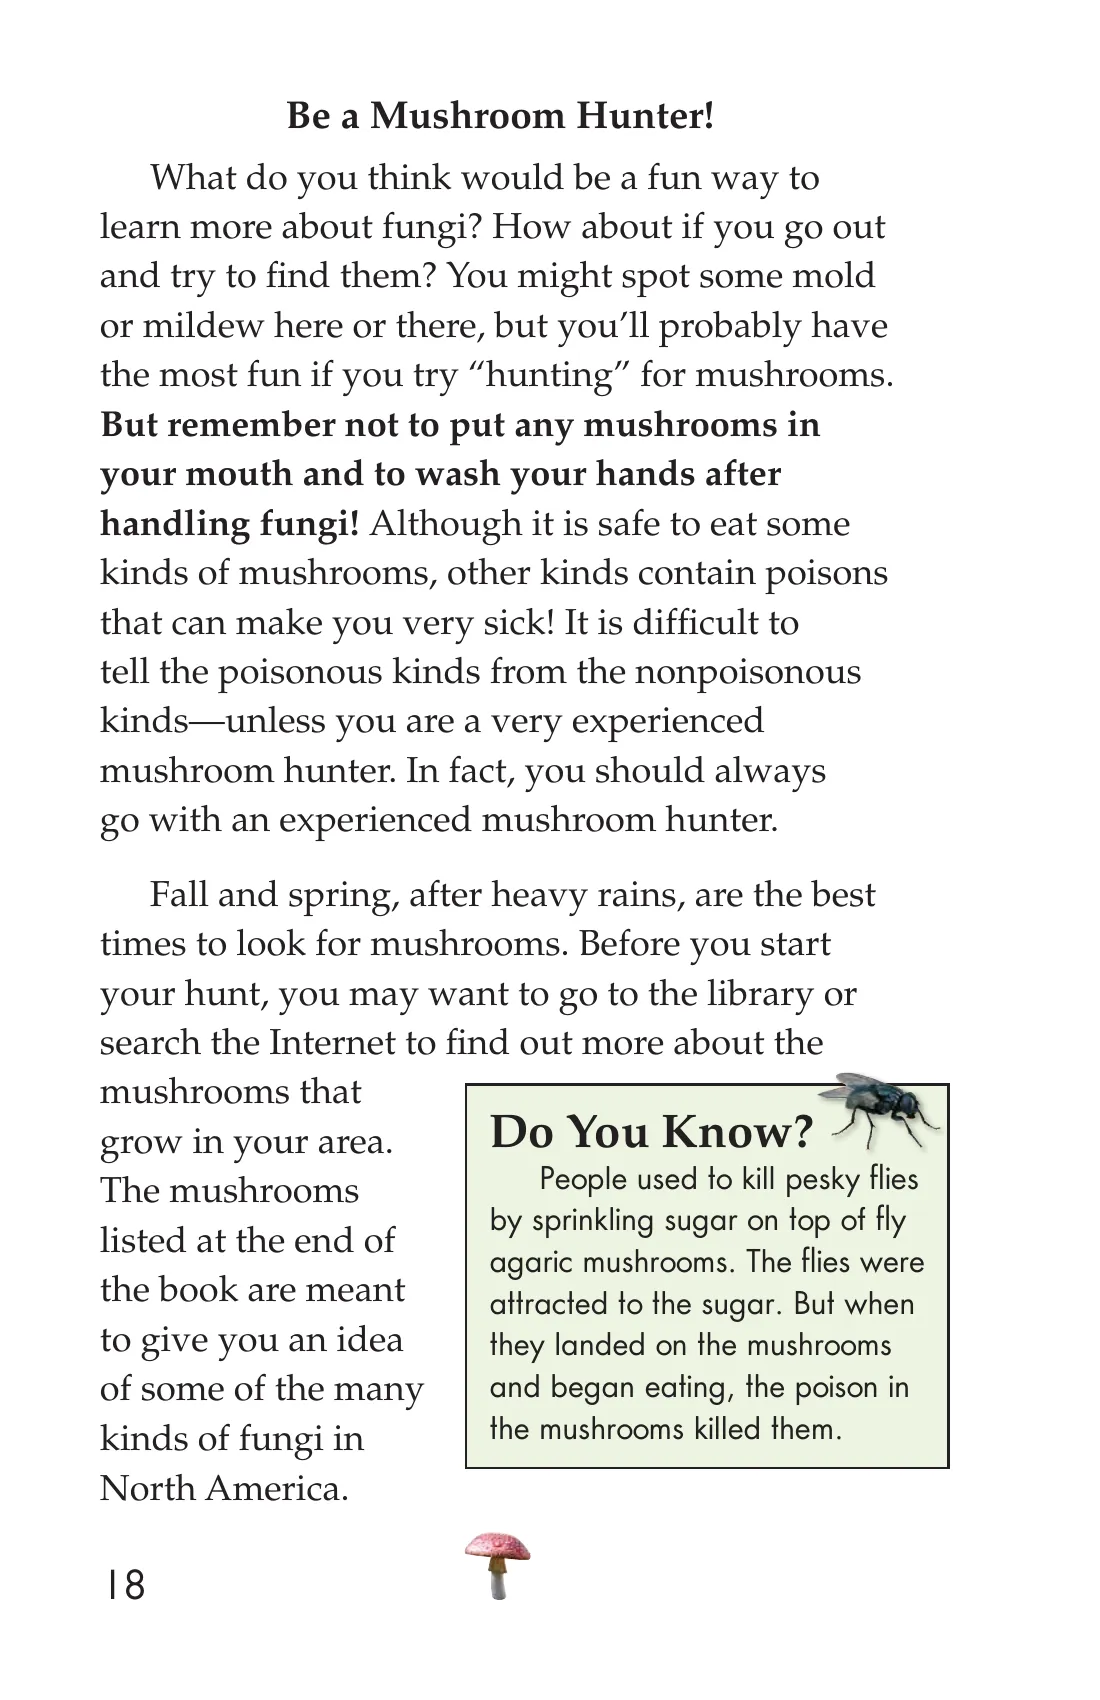 Be a Mushroom Hunter!
What do you think would be a fun way to
learn more about fungi? How about if you go out
and try to find them? You might spot some mold
or mildew here or there, but you’ll probably have
the most fun if you try “hunting” for mushrooms.
But remember not to put any mushrooms in
your mouth and to wash your hands after
handling fungi! Although it is safe to eat some
kinds of mushrooms, other kinds contain poisons
that can make you very sick! It is difficult to
tell the poisonous kinds from the nonpoisonous
kinds—unless you are a very experienced
mushroom hunter. In fact, you should always
go with an experienced mushroom hunter.
Fall and spring, after heavy rains, are the best
times to look for mushrooms. Before you start
your hunt, you may want to go to the library or
search the Internet to find out more about the
mushrooms that
grow in your area.
The mushrooms
listed at the end of
the book are meant
to give you an idea
of some of the many
kinds of fungi in
North America.
Do You Know?
People used to kill pesky flies
by sprinkling sugar on top of fly
agaric mushrooms. The flies were
attracted to the sugar. But when
they landed on the mushrooms
and began eating, the poison in
the mushrooms killed them.
18